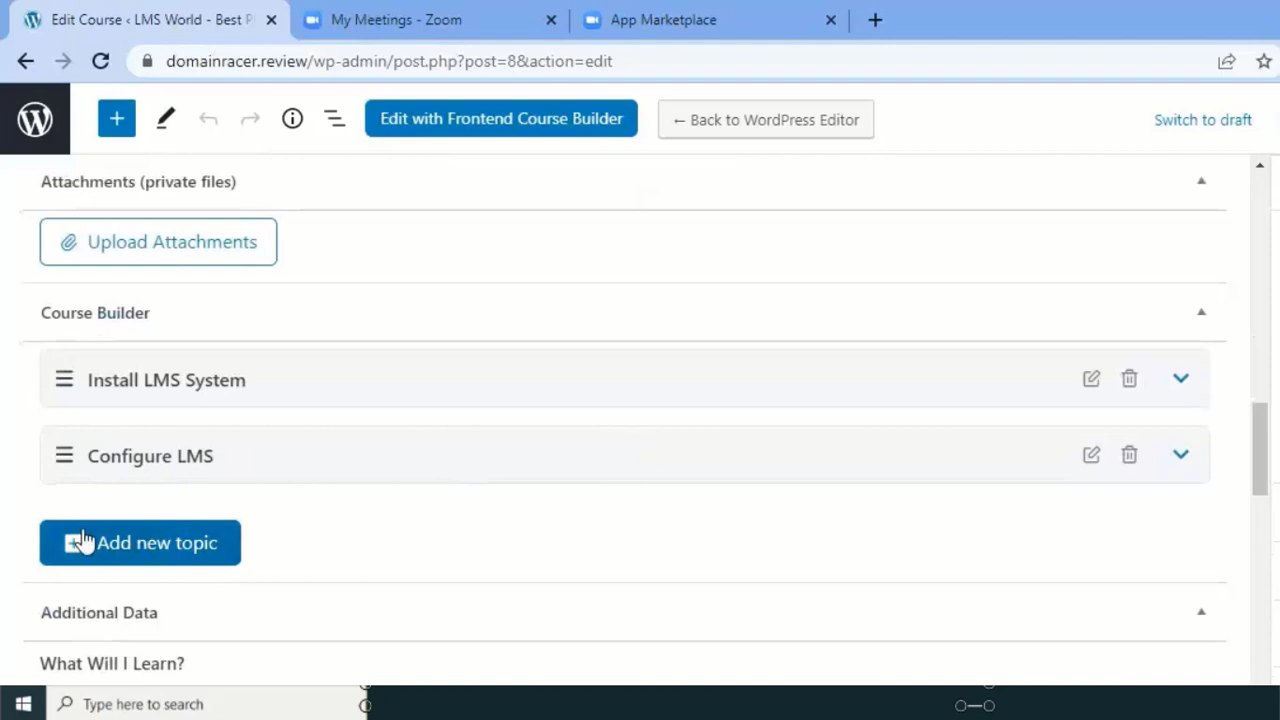 Edit Course ‹ LMS World - Best P
My Meetings - Zoom
App Marketplace
domainracer.review/wp-admin/post.php?post=8&action=edit
Edit with Frontend Course Builder
← Back to WordPress Editor
Switch to draft
Attachments (private files)
Upload Attachments
Course Builder
Install LMS System
Configure LMS
Add new topic
Additional Data
What Will I Learn?
Type here to search